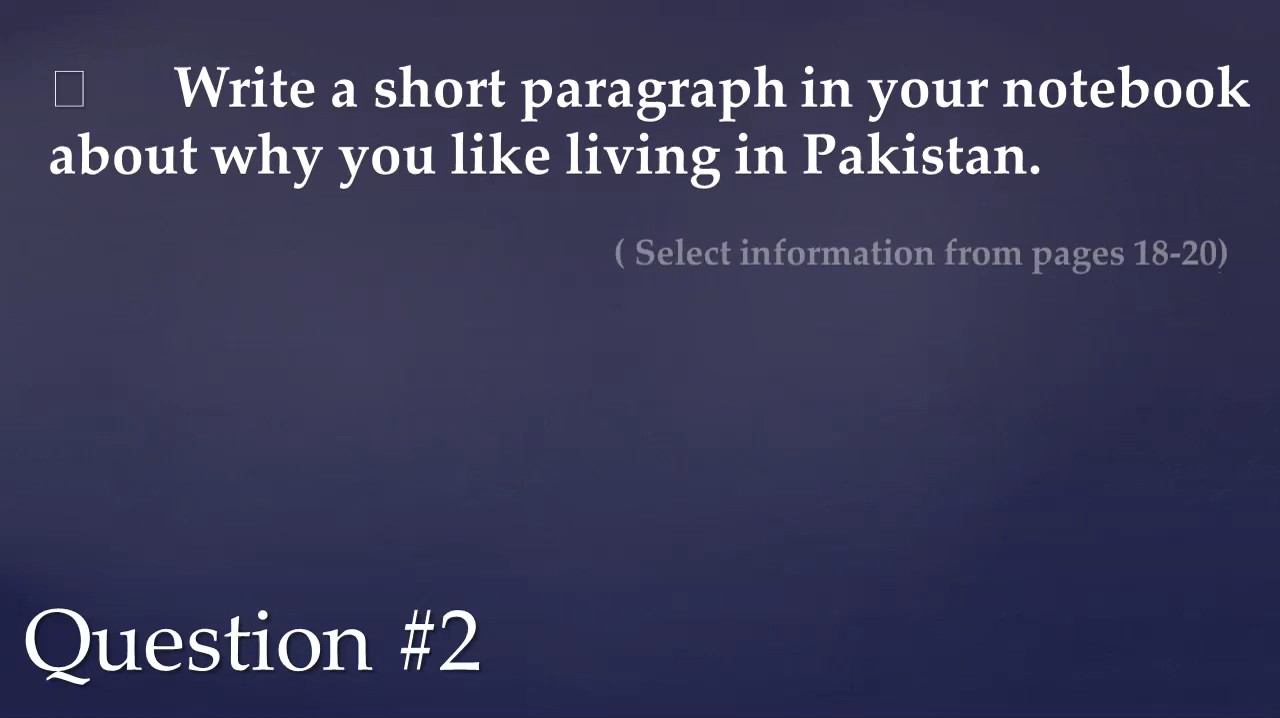 Write a short paragraph in your notebook
about why you like living in Pakistan.
( Select information from pages 18-20)
Question #2